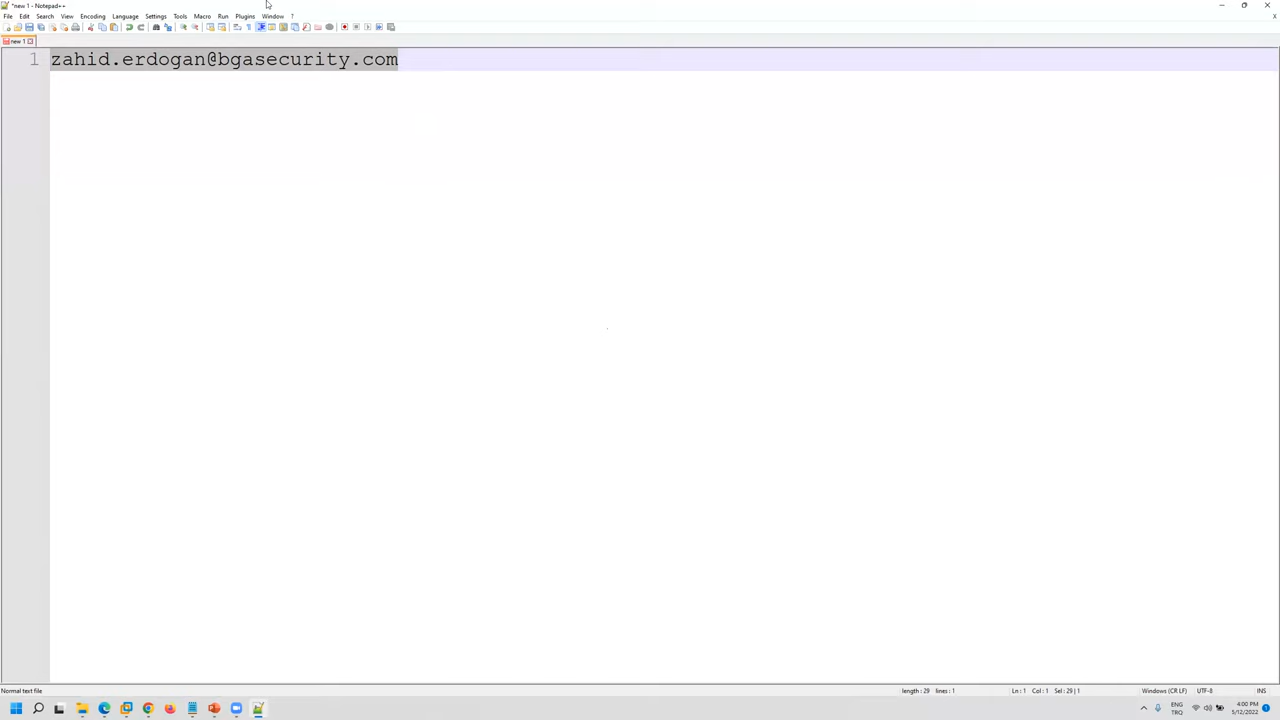 *new 1 - Notepad++
File Edit Search View Encoding Language Settings Tools Macro Run Plugins Window ?
X
new 1
1 zahid.erdogan@bgasecurity.com
Normal text file
length : 29 lines : 1
Ln : 1 Col : 1 Sel : 29 | 1
Windows (CR LF)
UTF-8
INS
ENG
TRQ
4:00 PM
5/12/2022